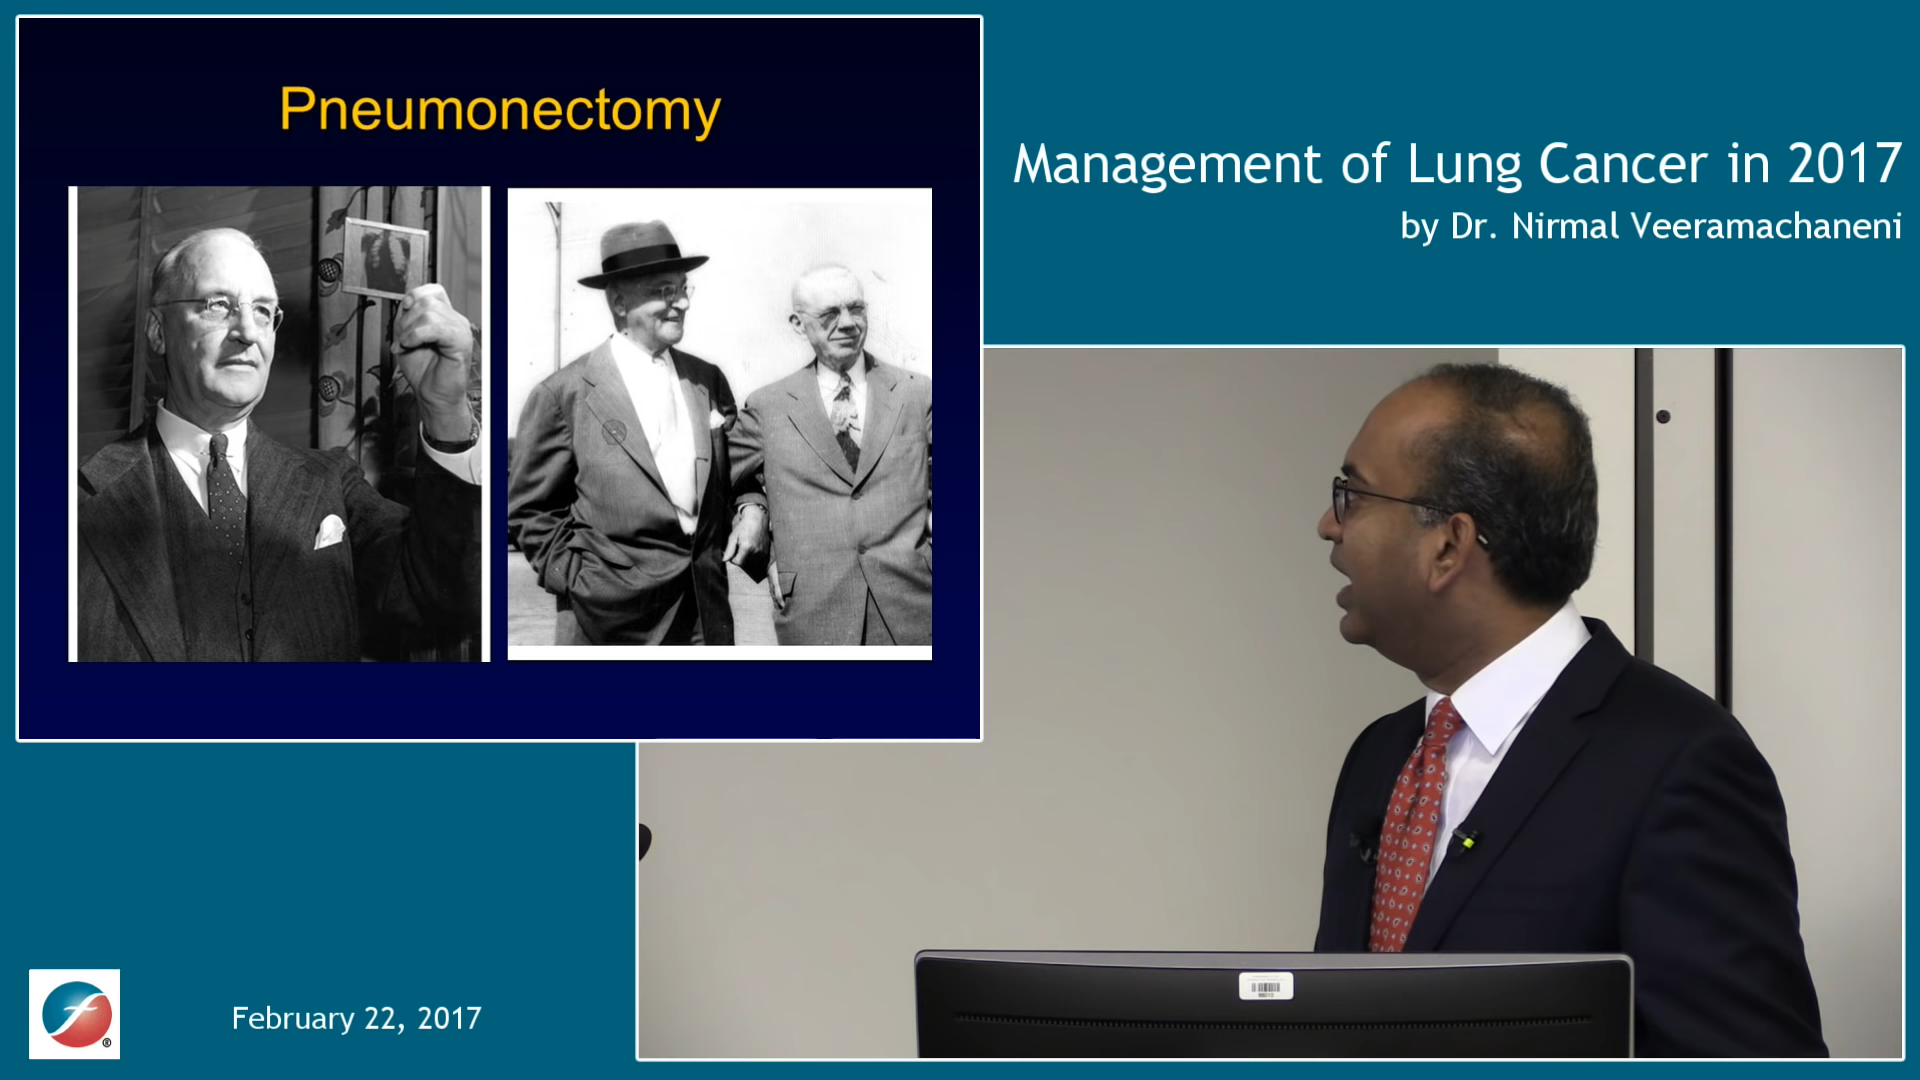 Pneumonectomy
Management of Lung Cancer in 2017
by Dr. Nirmal Veeramachaneni
February 22, 2017
®